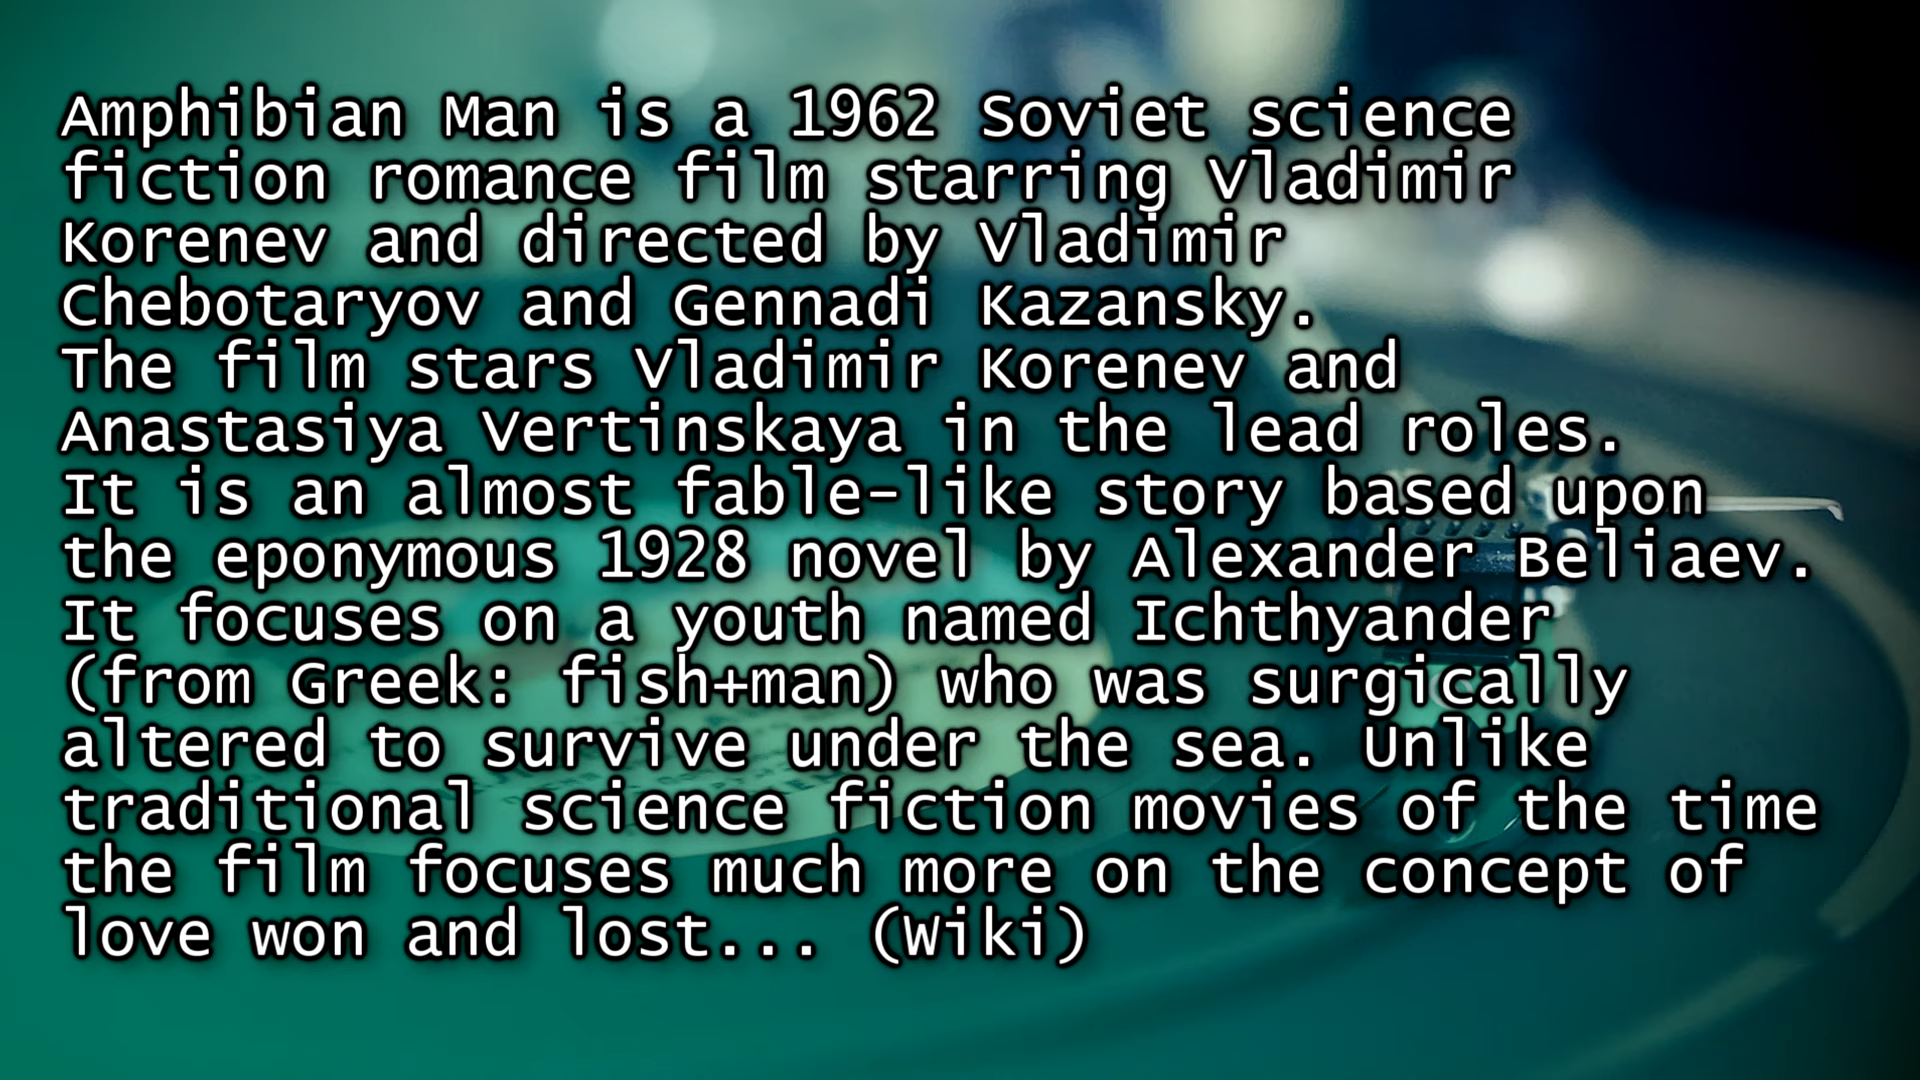 Amphibian Man is a 1962 Soviet science
fiction romance film starring Vladimir
Korenev and directed by Vladimir
Chebotaryov and Gennadi Kazansky.
The film stars Vladimir Korenev and
Anastasiya Vertinskaya in the lead roles.
It is an almost fable-like story based upon
the eponymous 1928 novel by Alexander Beliaev.
It focuses on a youth named Ichthyander
(from Greek: fish+man) who was surgically
altered to survive under the sea. Unlike
traditional science fiction movies of the time
the film focuses much more on the concept of
love won and lost... (Wiki)